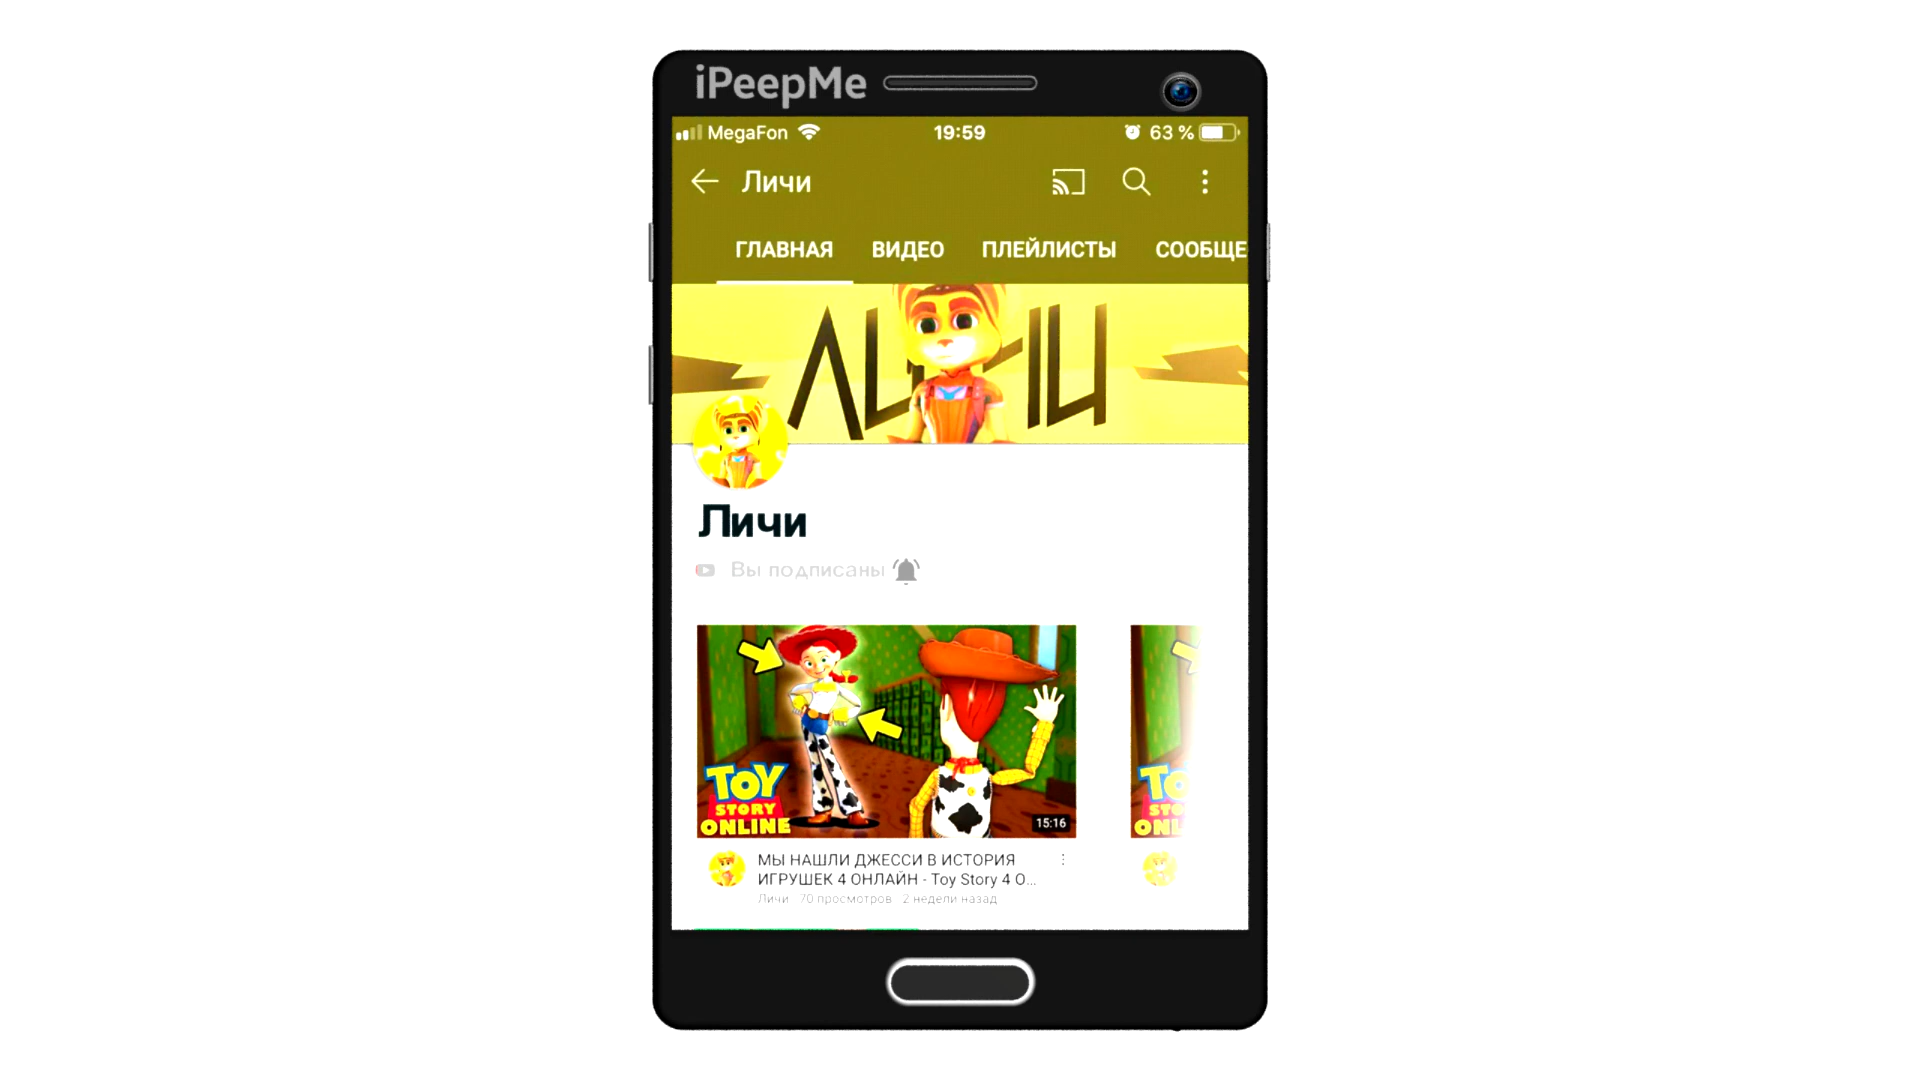 iPeepMe
MegaFon 19:59 63 %
Личи
ГЛАВНАЯ ВИДЕО ПЛЕЙЛИСТЫ СООБЩЕ
Личи
Вы подписаны
TOY
STORY
ONLINE
15:16
МЫ НАШЛИ ДЖЕССИ В ИСТОРИЯ
ИГРУШЕК 4 ОНЛАЙН - Toy Story 4 O...
Личи 70 просмотров 2 недели назад